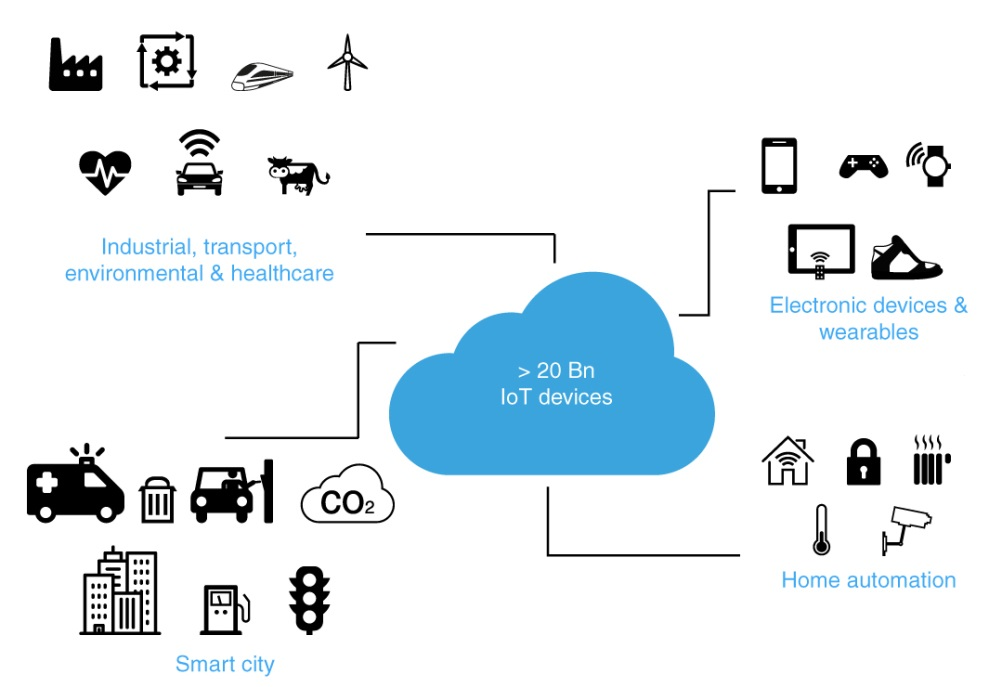 Industrial, transport,
environmental & healthcare
Electronic devices &
wearables
> 20 Bn
IoT devices
CO2
Home automation
Smart city